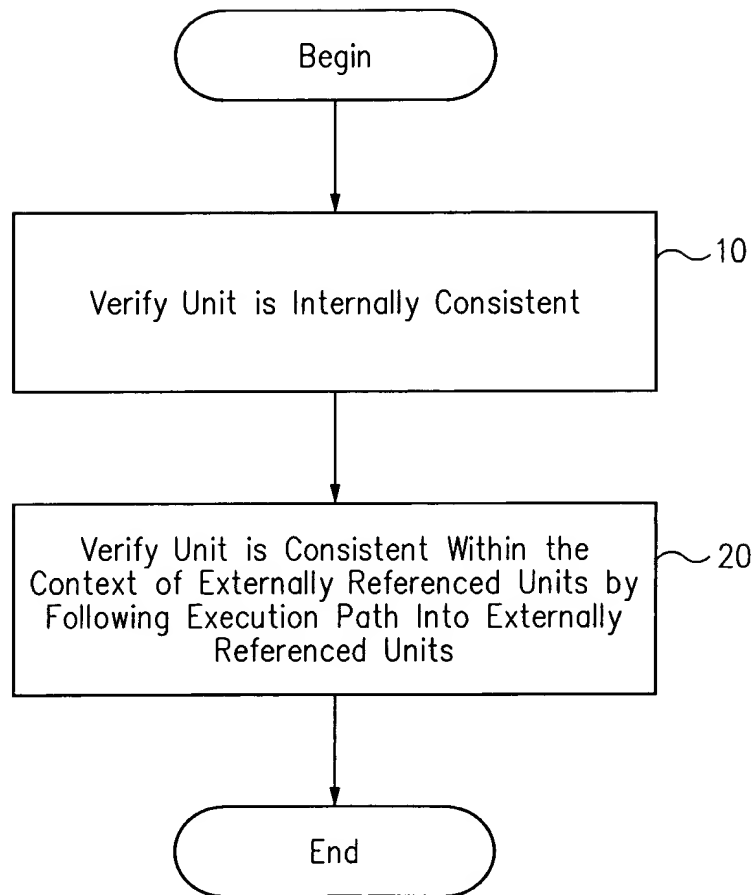 Begin
Verify Unit is Internally Consistent
10
Verify Unit is Consistent Within the
Context of Externally Referenced Units by
Following Execution Path Into Externally
Referenced Units
20
End